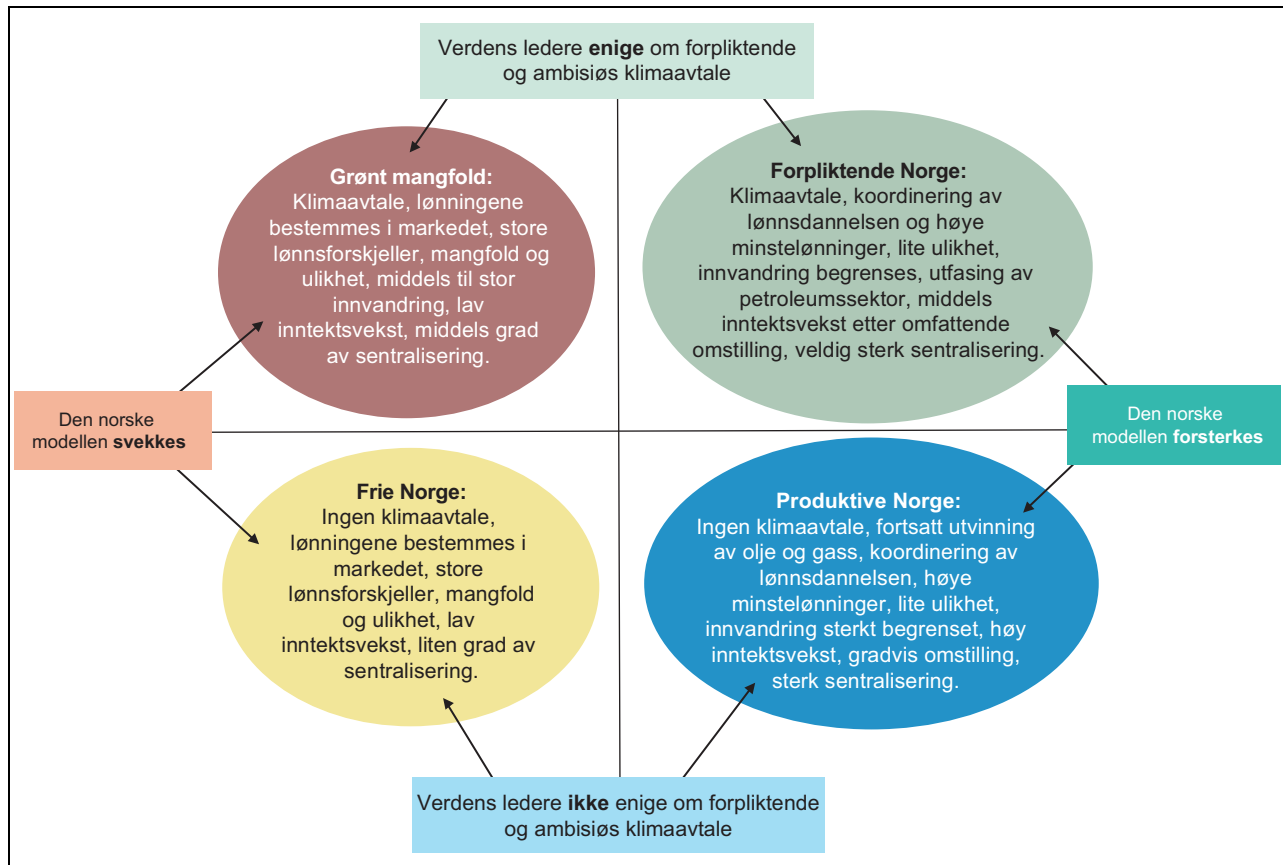 Verdens ledere enige om forpliktende
og ambisiøs klimaavtale
Grønt mangfold:
Klimaavtale, lønningene
bestemmes i markedet, store
lønnsforskjeller, mangfold og
ulikhet, middels til stor
innvandring, lav
inntektsvekst, middels grad
av sentralisering.
Forpliktende Norge:
Klimaavtale, koordinering av
lønnsdannelsen og høye
minstelønninger, lite ulikhet,
innvandring begrenses, utfasing av
petroleumssektor, middels
inntektsvekst etter omfattende
omstilling, veldig sterk sentralisering.
Den norske
modellen svekkes
Den norske
modellen forsterkes
Frie Norge:
Ingen klimaavtale,
lønningene bestemmes i
markedet, store
lønnsforskjeller, mangfold
og ulikhet, lav
inntektsvekst, liten grad av
sentralisering.
Produktive Norge:
Ingen klimaavtale, fortsatt utvinning
av olje og gass, koordinering av
lønnsdannelsen, høye
minstelønninger, lite ulikhet,
innvandring sterkt begrenset, høy
inntektsvekst, gradvis omstilling,
sterk sentralisering.
Verdens ledere ikke enige om forpliktende
og ambisiøs klimaavtale